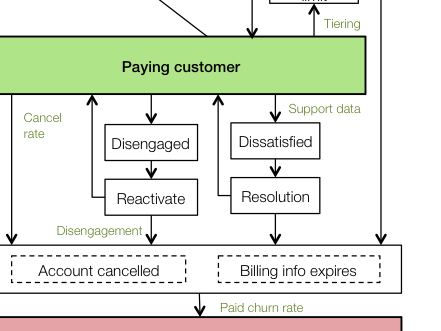 Tiering
Paying customer
Cancel
rate
Support data
Disengaged
Dissatisfied
Reactivate
Resolution
Disengagement
Account cancelled
Billing info expires
Paid churn rate